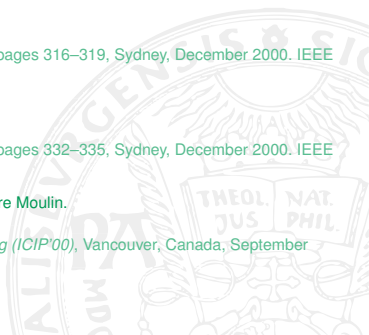 pages 316–319, Sydney, December 2000. IEEE
pages 332–335, Sydney, December 2000. IEEE
re Moulin.
g (ICIP'00), Vancouver, Canada, September
THEOL. NAT.
JUS PHIL.